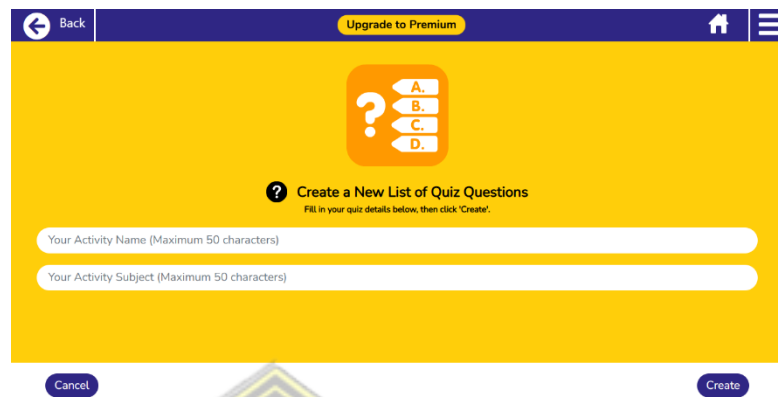 Back
Upgrade to Premium
?
A.
B.
C.
D.
? Create a New List of Quiz Questions
Fill in your quiz details below, then click 'Create'.
Your Activity Name (Maximum 50 characters)
Your Activity Subject (Maximum 50 characters)
Cancel
Create